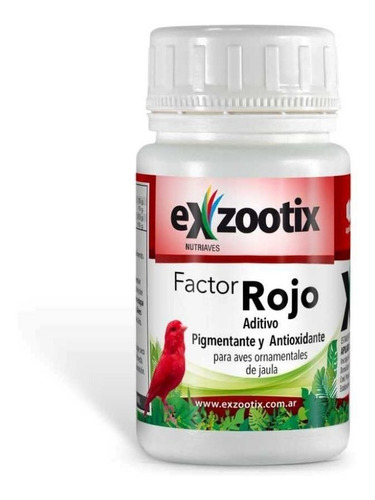 exzootix
NUTRIAVES
Factor Rojo
Aditivo
Pigmentante y Antioxidante
para aves ornamentales
de jaula
www.exzootix.com.ar